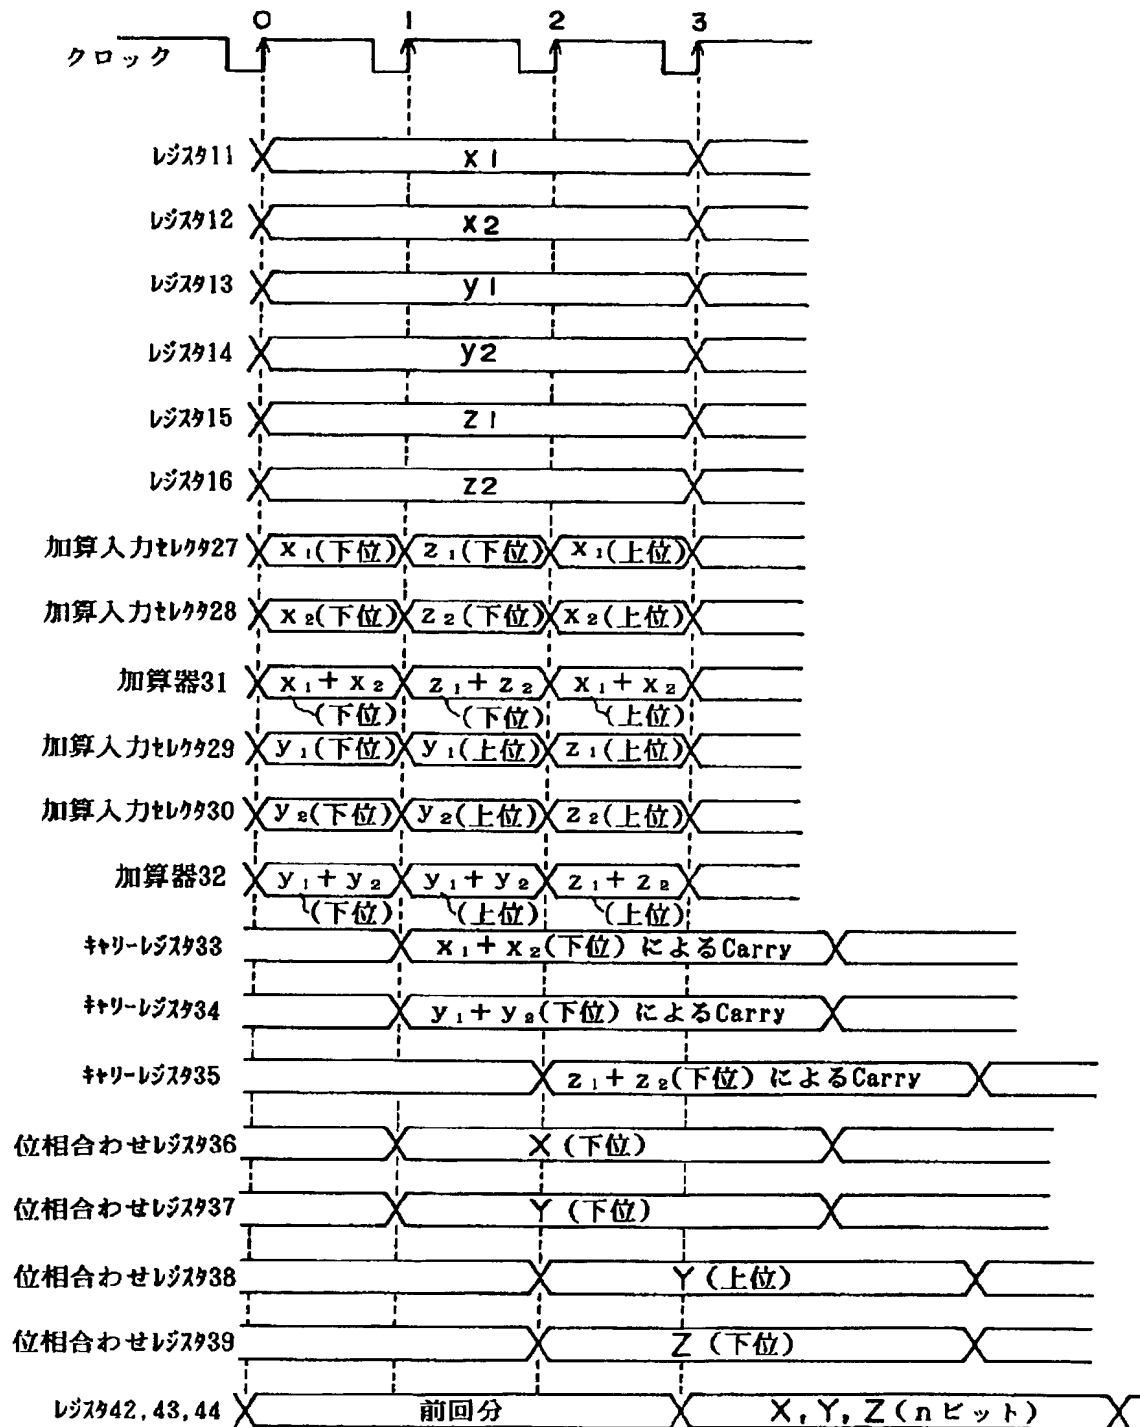 0 1 2 3
クロック
レジスタ11 x1
レジスタ12 x2
レジスタ13 y1
レジスタ14 y2
レジスタ15 z1
レジスタ16 z2
加算入力セレクタ27 x₁(下位) z₁(下位) x₁(上位)
加算入力セレクタ28 x₂(下位) z₂(下位) x₂(上位)
加算器31 x₁+x₂ z₁+z₂ x₁+x₂
(下位) (下位) (上位)
加算入力セレクタ29 y₁(下位) y₁(上位) z₁(上位)
加算入力セレクタ30 y₂(下位) y₂(上位) z₂(上位)
加算器32 y₁+y₂ y₁+y₂ z₁+z₂
(下位) (上位) (上位)
キャリーレジスタ33 x₁+x₂(下位)によるCarry
キャリーレジスタ34 y₁+y₂(下位)によるCarry
キャリーレジスタ35 z₁+z₂(下位)によるCarry
位相合わせレジスタ36 X(下位)
位相合わせレジスタ37 Y(下位)
位相合わせレジスタ38 Y(上位)
位相合わせレジスタ39 Z(下位)
レジスタ42,43,44 前回分 X,Y,Z(nビット)